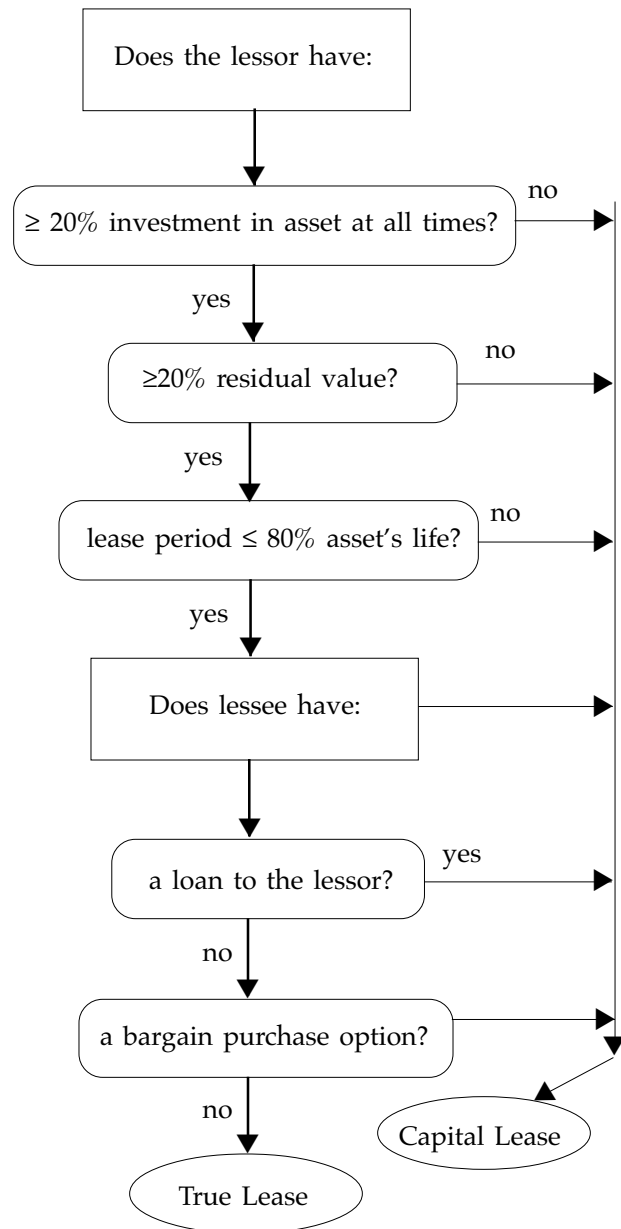 Does the lessor have:
no
≥ 20% investment in asset at all times?
yes
no
≥20% residual value?
yes
no
lease period ≤ 80% asset's life?
yes
Does lessee have:
yes
a loan to the lessor?
no
a bargain purchase option?
no
Capital Lease
True Lease